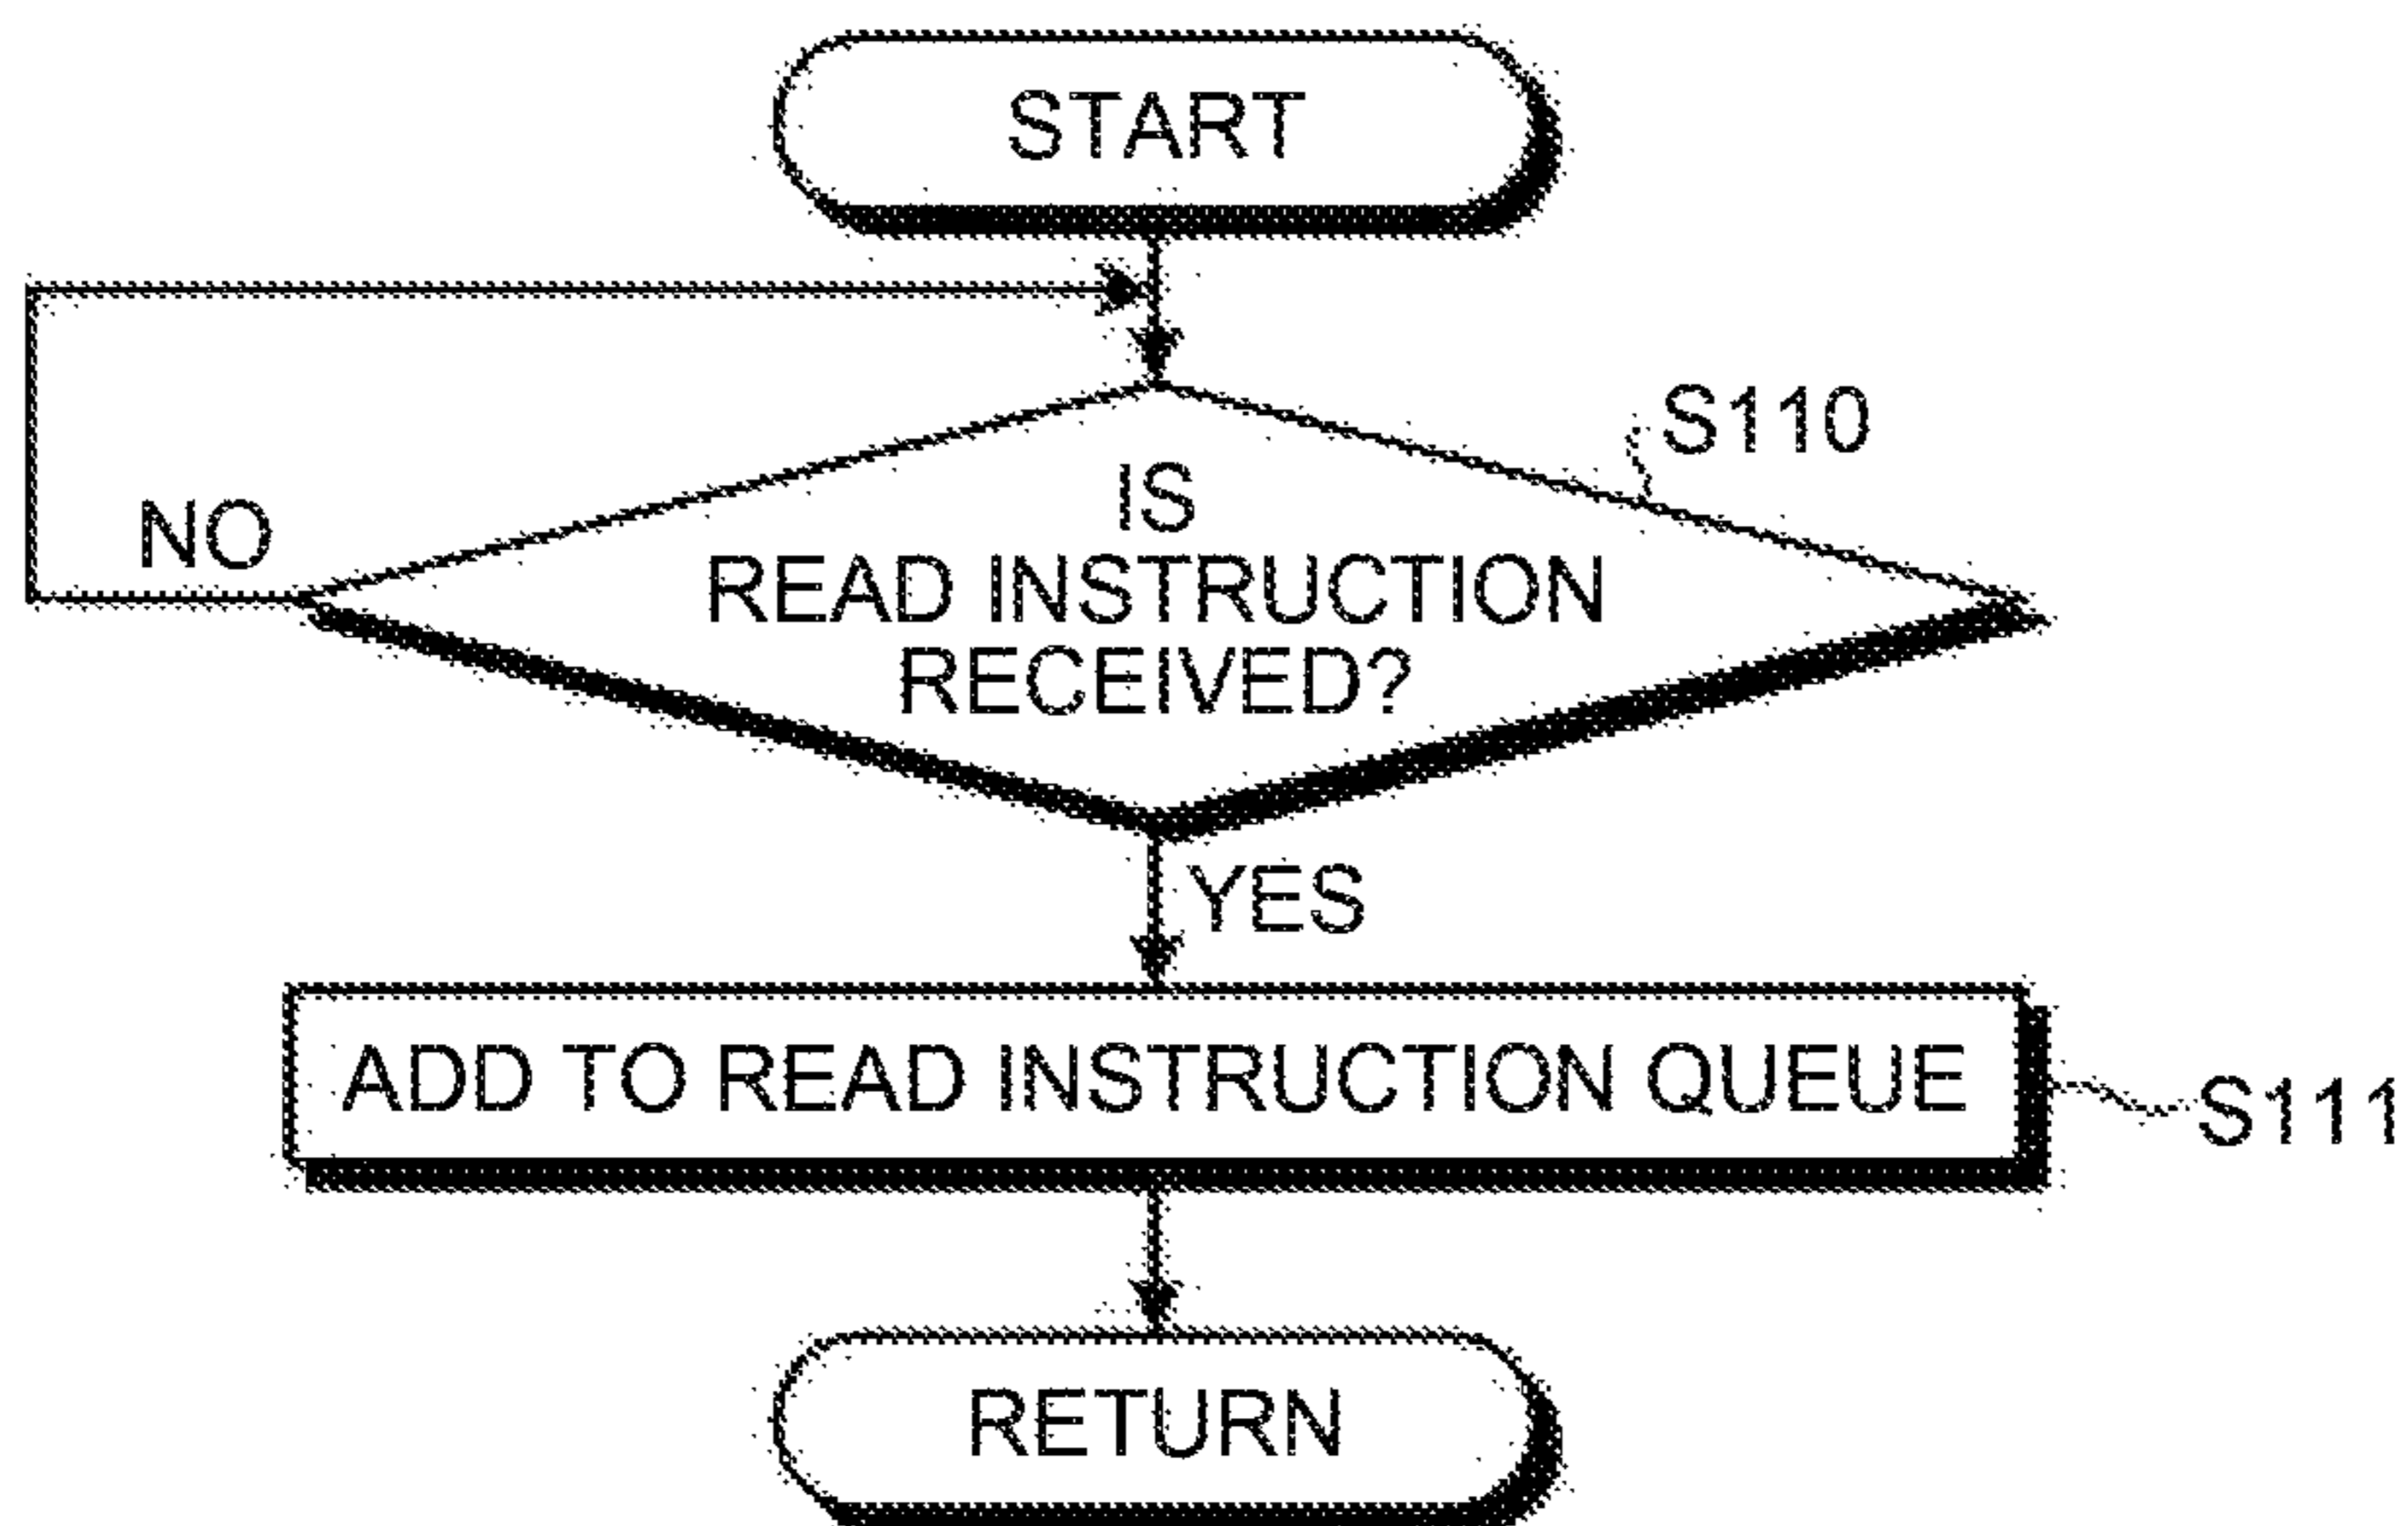 START
S110
NO
IS
READ INSTRUCTION
RECEIVED?
YES
ADD TO READ INSTRUCTION QUEUE
S111
RETURN